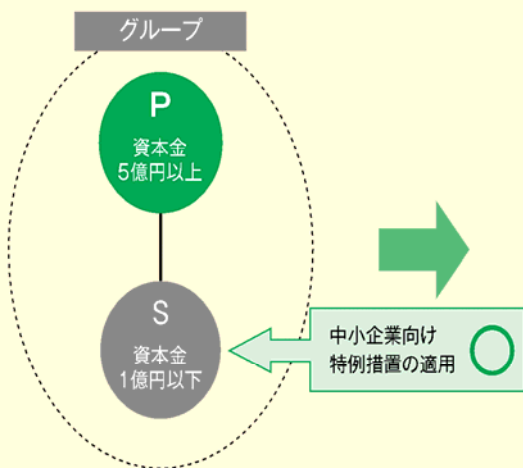 グループ
P
資本金
5億円以上
S
資本金
1億円以下
中小企業向け
特例措置の適用